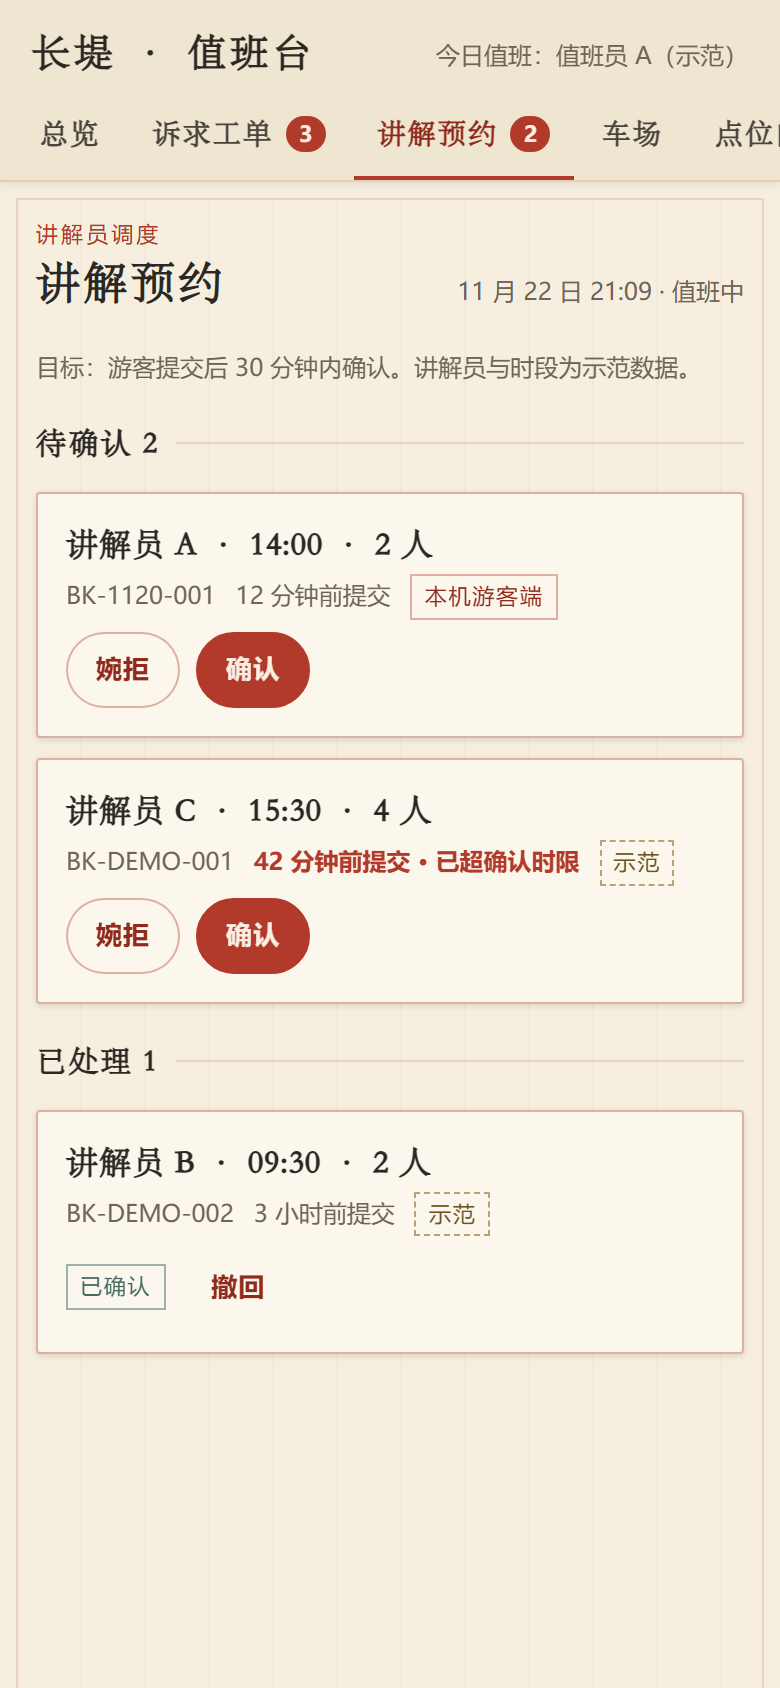 长堤 · 值班台
今日值班：值班员 A（示范）
总览 诉求工单 3 讲解预约 2 车场 点位
讲解员调度
讲解预约
11 月 22 日 21:09 · 值班中
目标：游客提交后 30 分钟内确认。讲解员与时段为示范数据。
待确认 2
讲解员 A · 14:00 · 2 人
BK-1120-001 12 分钟前提交 本机游客端
婉拒 确认
讲解员 C · 15:30 · 4 人
BK-DEMO-001 42 分钟前提交 · 已超确认时限 示范
婉拒 确认
已处理 1
讲解员 B · 09:30 · 2 人
BK-DEMO-002 3 小时前提交 示范
已确认 撤回